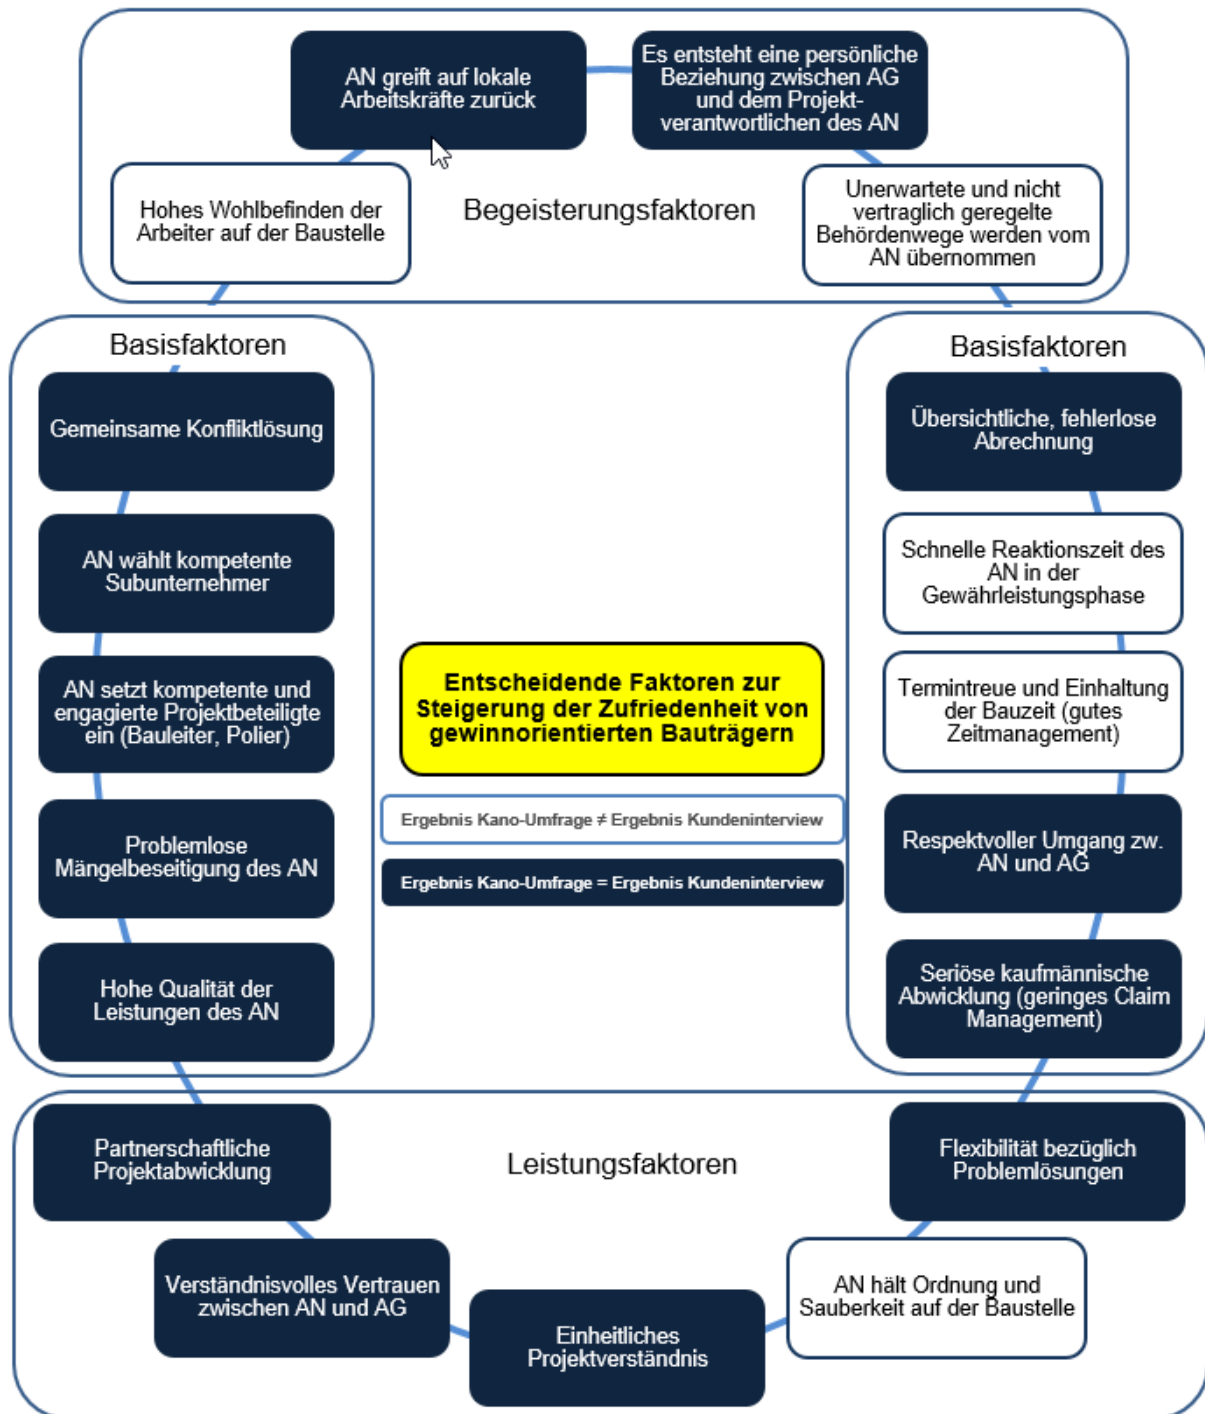 AN greift auf lokale
Arbeitskräfte zurück
Es entsteht eine persönliche
Beziehung zwischen AG
und dem Projekt-
verantwortlichen des AN
Hohes Wohlbefinden der
Arbeiter auf der Baustelle
Begeisterungsfaktoren
Unerwartete und nicht
vertraglich geregelte
Behördenwege werden vom
AN übernommen
Basisfaktoren
Gemeinsame Konfliktlösung
AN wählt kompetente
Subunternehmer
AN setzt kompetente und
engagierte Projektbeteiligte
ein (Bauleiter, Polier)
Problemlose
Mängelbeseitigung des AN
Hohe Qualität der
Leistungen des AN
Entscheidende Faktoren zur
Steigerung der Zufriedenheit von
gewinnorientierten Bauträgern
Ergebnis Kano-Umfrage ≠ Ergebnis Kundeninterview
Ergebnis Kano-Umfrage = Ergebnis Kundeninterview
Basisfaktoren
Übersichtliche, fehlerlose
Abrechnung
Schnelle Reaktionszeit des
AN in der
Gewährleistungsphase
Termintreue und Einhaltung
der Bauzeit (gutes
Zeitmanagement)
Respektvoller Umgang zw.
AN und AG
Seriöse kaufmännische
Abwicklung (geringes Claim
Management)
Partnerschaftliche
Projektabwicklung
Leistungsfaktoren
Flexibilität bezüglich
Problemlösungen
Verständnisvolles Vertrauen
zwischen AN und AG
Einheitliches
Projektverständnis
AN hält Ordnung und
Sauberkeit auf der Baustelle